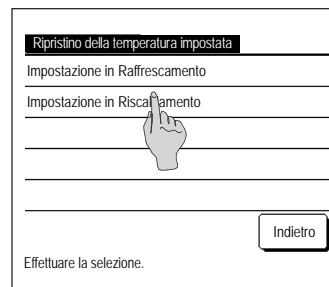 Ripristino della temperatura impostata
Impostazione in Raffrescamento
Impostazione in Riscaldamento
Indietro
Effettuare la selezione.